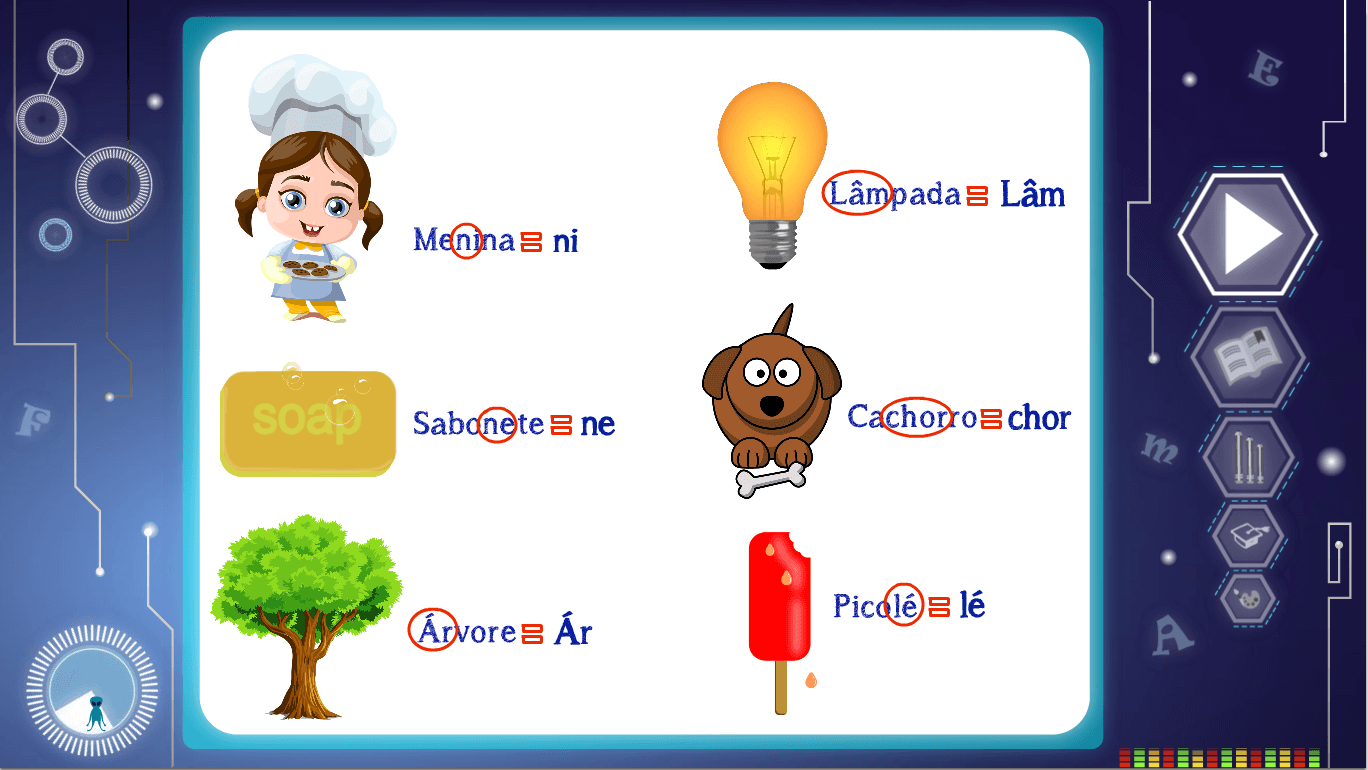 Menina = ni
Lâmpada = Lâm
soap
Sabonete = ne
Cachorro = chor
Árvore = Ár
Picolé = lé
E
F
m
A